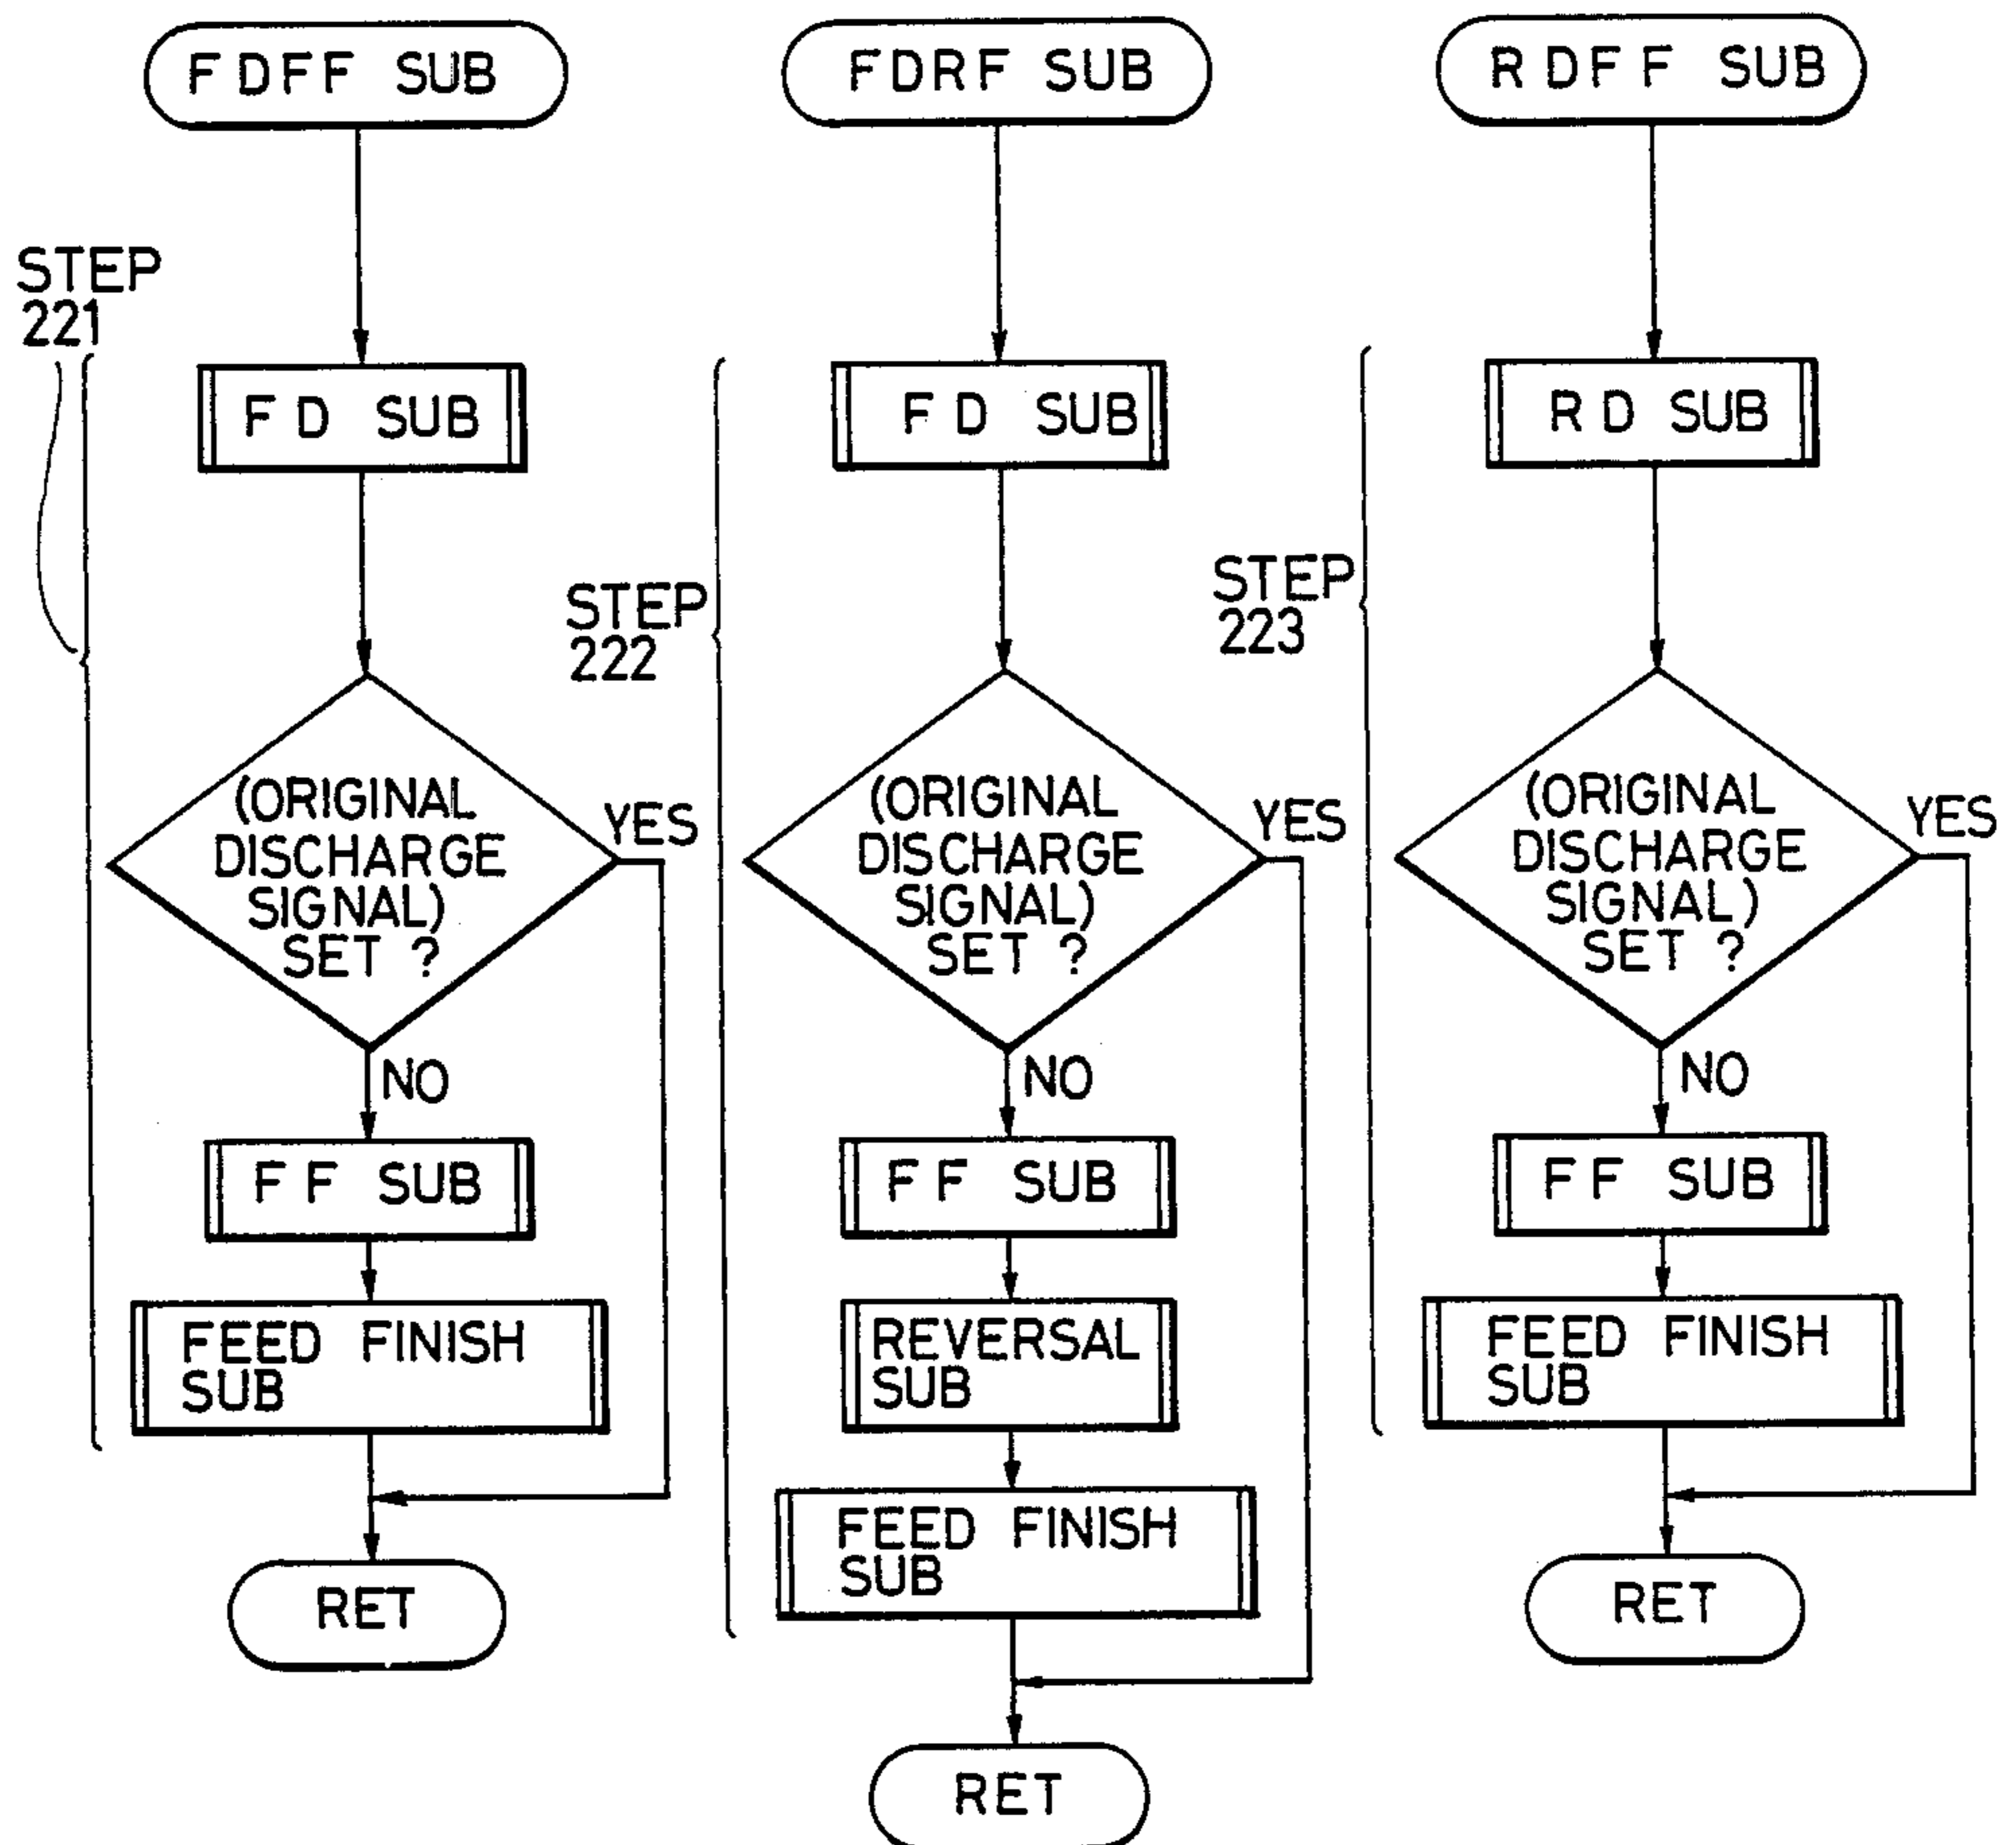 FDFF SUB
STEP
221
FD SUB
(ORIGINAL
DISCHARGE
SIGNAL)
SET ?
YES
NO
FF SUB
FEED FINISH
SUB
RET
FDRF SUB
STEP
222
FD SUB
(ORIGINAL
DISCHARGE
SIGNAL)
SET ?
YES
NO
FF SUB
REVERSAL
SUB
FEED FINISH
SUB
RET
RDFF SUB
STEP
223
RD SUB
(ORIGINAL
DISCHARGE
SIGNAL)
SET ?
YES
NO
FF SUB
FEED FINISH
SUB
RET